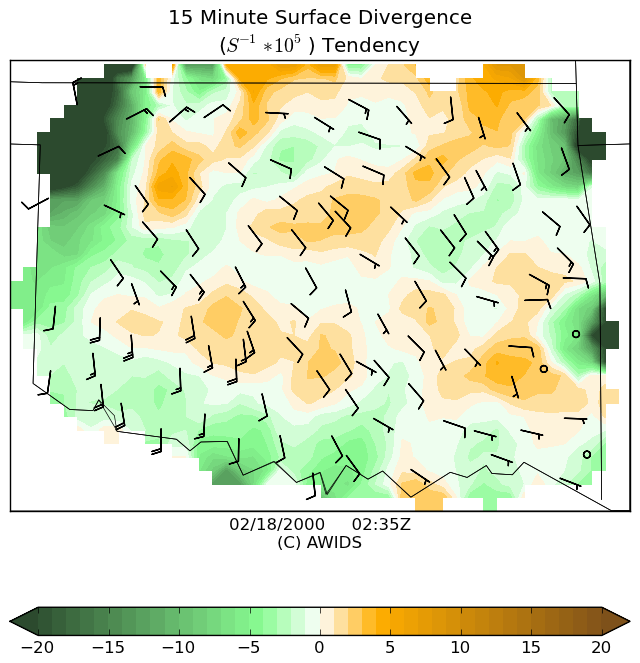 15 Minute Surface Divergence
(S⁻¹ * 10⁵ ) Tendency
02/18/2000 02:35Z
(C) AWIDS
−20 −15 −10 −5 0 5 10 15 20